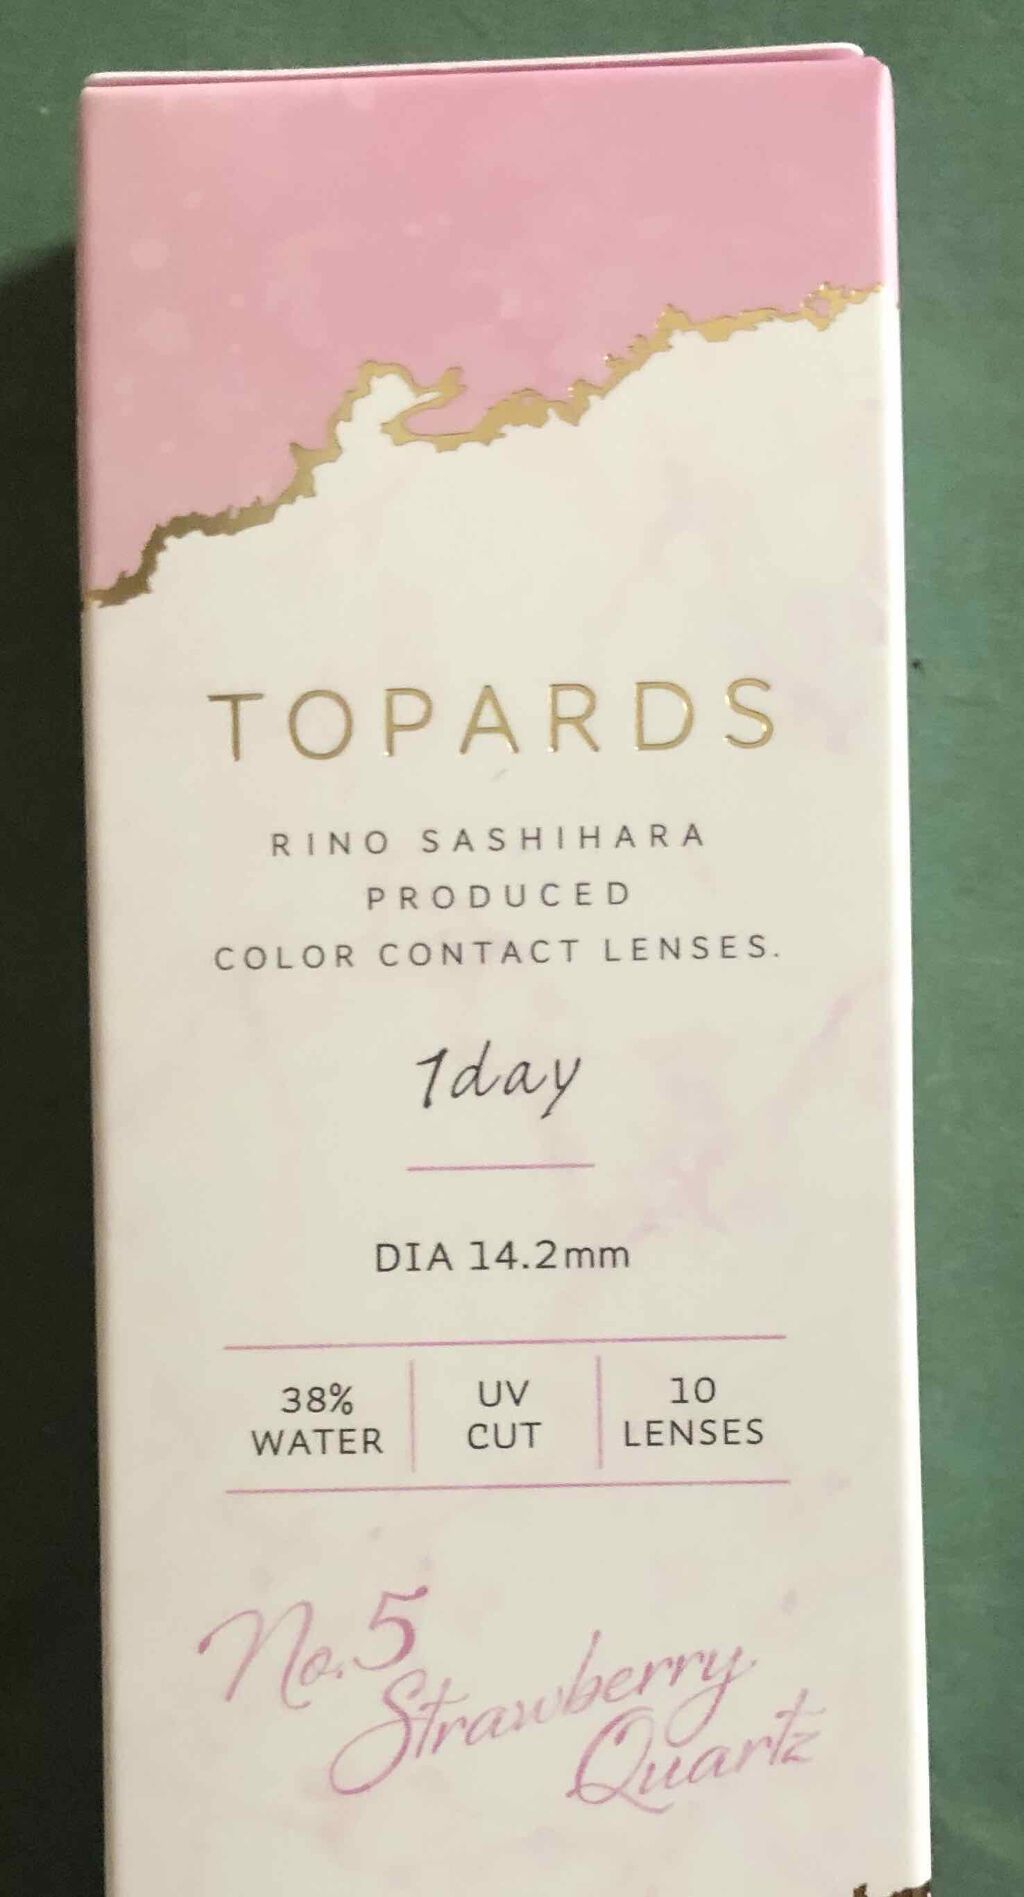 TOPARDS
RINO SASHIHARA
PRODUCED
COLOR CONTACT LENSES.
1day
DIA 14.2mm
38%
WATER
UV
CUT
10
LENSES
No.5
Strawberry
Quartz